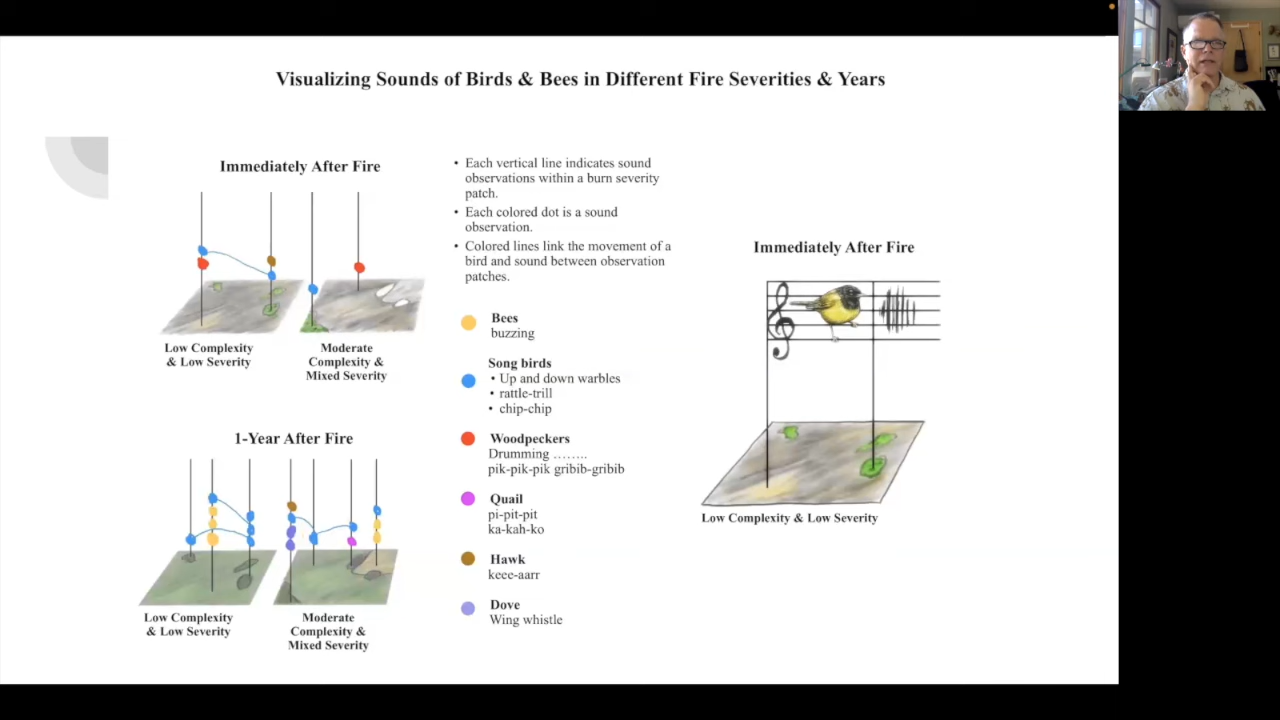 Visualizing Sounds of Birds & Bees in Different Fire Severities & Years
Immediately After Fire
Low Complexity
& Low Severity
Moderate
Complexity &
Mixed Severity
1-Year After Fire
Low Complexity
& Low Severity
Moderate
Complexity &
Mixed Severity
• Each vertical line indicates sound
observations within a burn severity
patch.
• Each colored dot is a sound
observation.
• Colored lines link the movement of a
bird and sound between observation
patches.
Bees
buzzing
Song birds
• Up and down warbles
• rattle-trill
• chip-chip
Woodpeckers
Drumming ........
pik-pik-pik gribib-gribib
Quail
pi-pit-pit
ka-kah-ko
Hawk
keee-aarr
Dove
Wing whistle
Immediately After Fire
Low Complexity & Low Severity